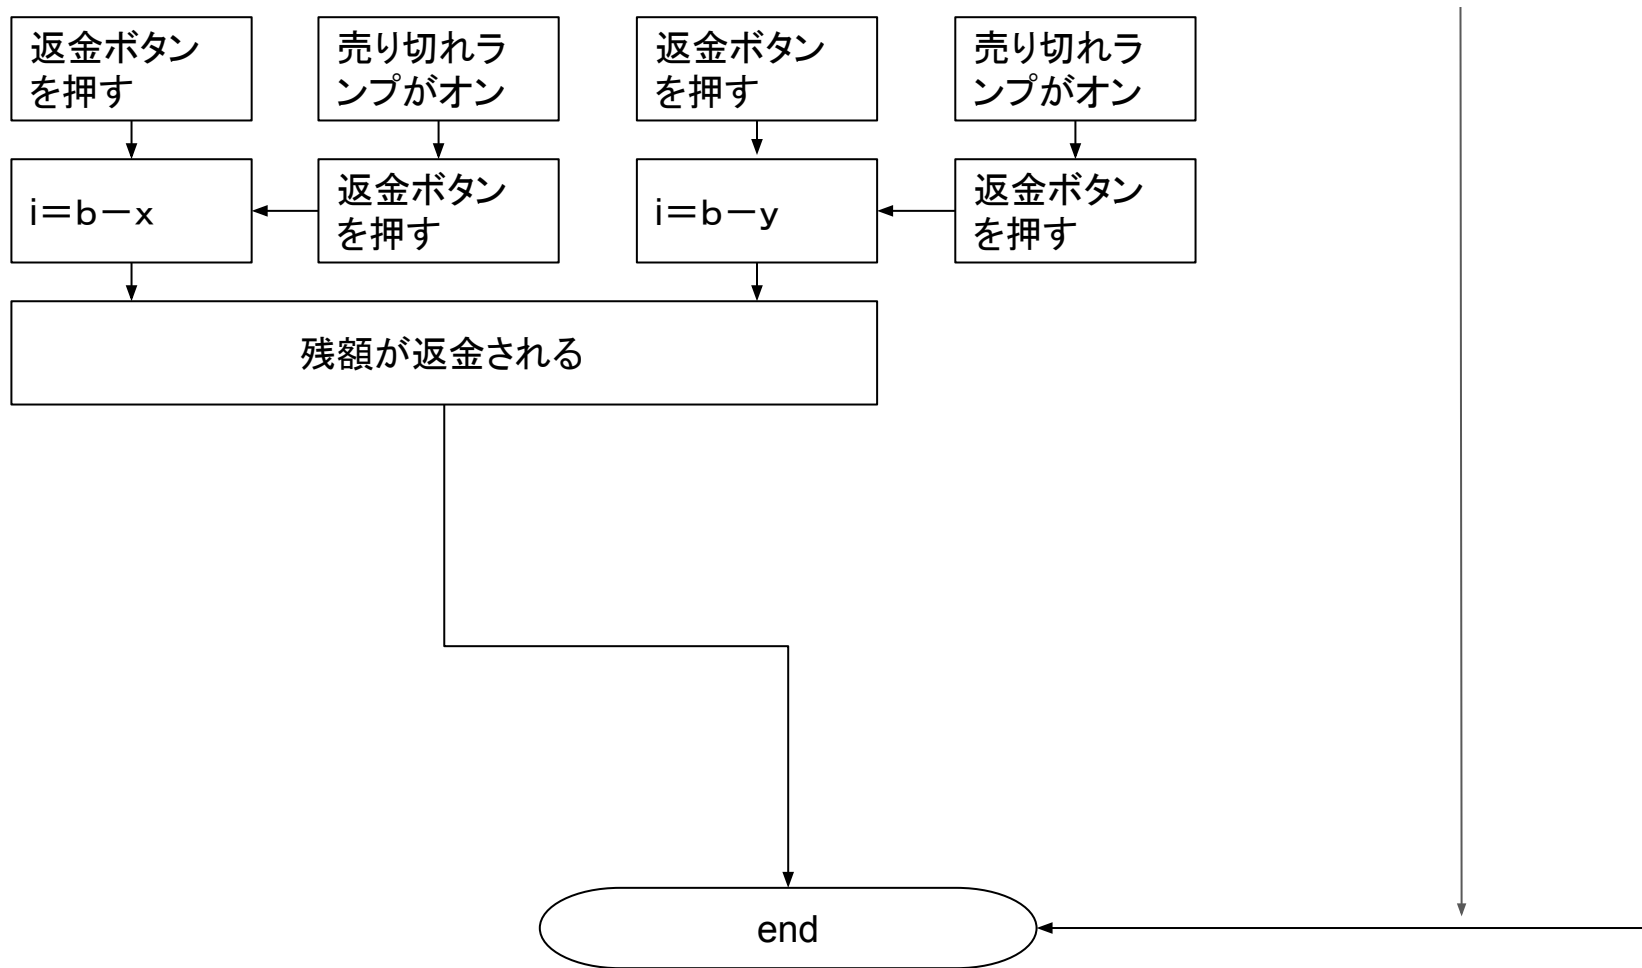 返金ボタン
を押す
売り切れラ
ンプがオン
返金ボタン
を押す
売り切れラ
ンプがオン
i＝b－x
返金ボタン
を押す
i＝b－y
返金ボタン
を押す
残額が返金される
end